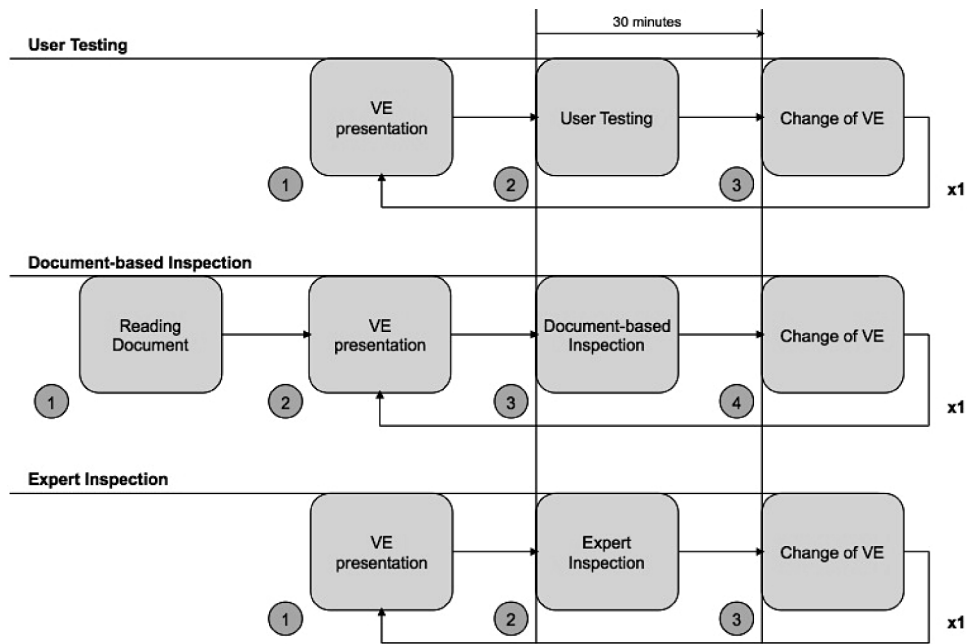 30 minutes
User Testing
VE
presentation
User Testing
Change of VE
1
2
3
x1
Document-based Inspection
Reading
Document
VE
presentation
Document-based
Inspection
Change of VE
1
2
3
4
x1
Expert Inspection
VE
presentation
Expert
Inspection
Change of VE
1
2
3
x1